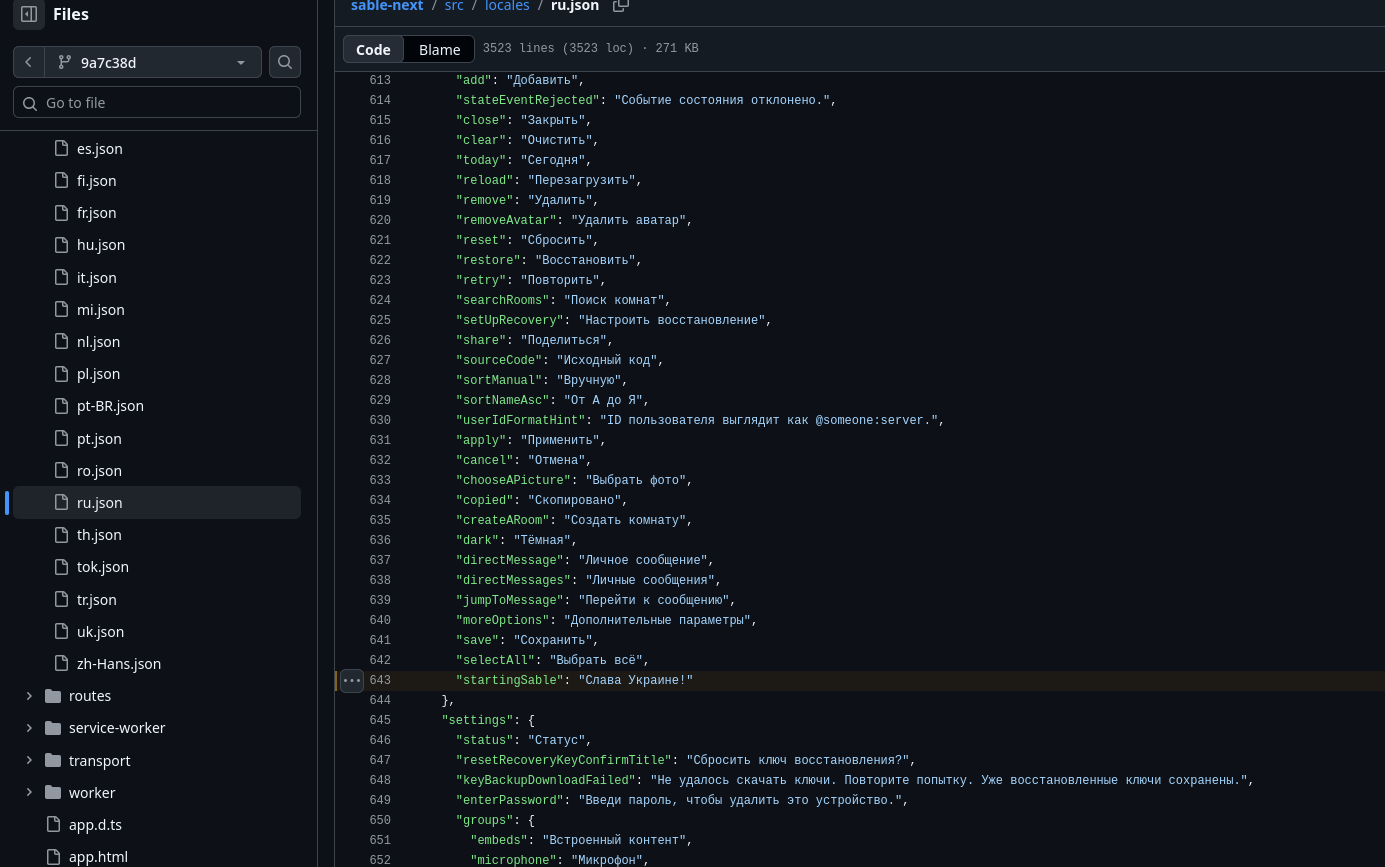 Files
sable-next / src / locales / ru.json
9a7c38d
Code Blame 3523 lines (3523 loc) · 271 KB
Go to file
es.json
fi.json
fr.json
hu.json
it.json
mi.json
nl.json
pl.json
pt-BR.json
pt.json
ro.json
ru.json
th.json
tok.json
tr.json
uk.json
zh-Hans.json
routes
service-worker
transport
worker
app.d.ts
app.html
613 "add": "Добавить",
614 "stateEventRejected": "Событие состояния отклонено.",
615 "close": "Закрыть",
616 "clear": "Очистить",
617 "today": "Сегодня",
618 "reload": "Перезагрузить",
619 "remove": "Удалить",
620 "removeAvatar": "Удалить аватар",
621 "reset": "Сбросить",
622 "restore": "Восстановить",
623 "retry": "Повторить",
624 "searchRooms": "Поиск комнат",
625 "setUpRecovery": "Настроить восстановление",
626 "share": "Поделиться",
627 "sourceCode": "Исходный код",
628 "sortManual": "Вручную",
629 "sortNameAsc": "От А до Я",
630 "userIdFormatHint": "ID пользователя выглядит как @someone:server.",
631 "apply": "Применить",
632 "cancel": "Отмена",
633 "chooseAPicture": "Выбрать фото",
634 "copied": "Скопировано",
635 "createARoom": "Создать комнату",
636 "dark": "Тёмная",
637 "directMessage": "Личное сообщение",
638 "directMessages": "Личные сообщения",
639 "jumpToMessage": "Перейти к сообщению",
640 "moreOptions": "Дополнительные параметры",
641 "save": "Сохранить",
642 "selectAll": "Выбрать всё",
643 "startingSable": "Слава Украине!"
644 },
645 "settings": {
646 "status": "Статус",
647 "resetRecoveryKeyConfirmTitle": "Сбросить ключ восстановления?",
648 "keyBackupDownloadFailed": "Не удалось скачать ключи. Повторите попытку. Уже восстановленные ключи сохранены.",
649 "enterPassword": "Введи пароль, чтобы удалить это устройство.",
650 "groups": {
651 "embeds": "Встроенный контент",
652 "microphone": "Микрофон",